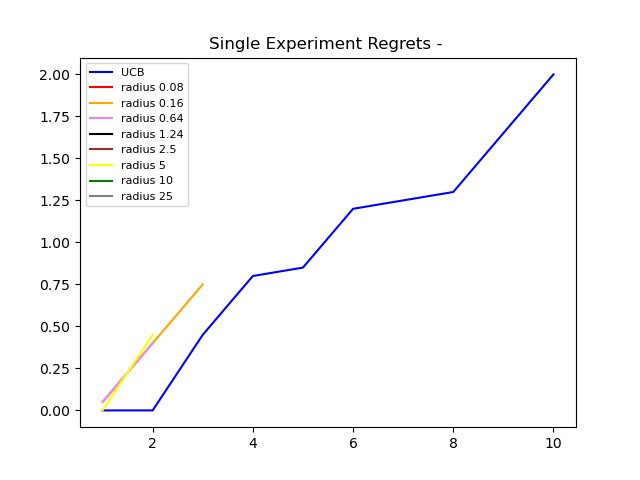 Single Experiment Regrets -
UCB
radius 0.08
radius 0.16
radius 0.64
radius 1.24
radius 2.5
radius 5
radius 10
radius 25
2.00
1.75
1.50
1.25
1.00
0.75
0.50
0.25
0.00
2 4 6 8 10